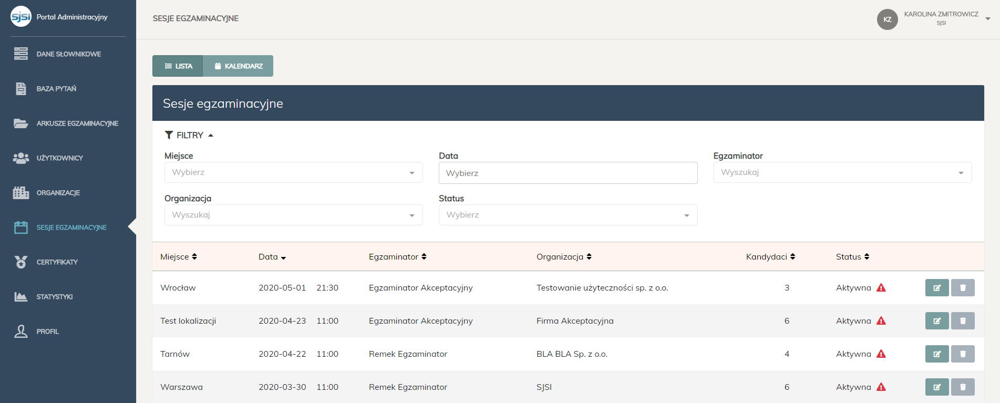 sjsi Portal Administracyjny
DANE SŁOWNIKOWE
BAZA PYTAŃ
ARKUSZE EGZAMINACYJNE
UŻYTKOWNICY
ORGANIZACJE
SESJE EGZAMINACYJNE
CERTYFIKATY
STATYSTYKI
PROFIL
SESJE EGZAMINACYJNE
KZ
KAROLINA ZMITROWICZ
SJSI
LISTA KALENDARZ
Sesje egzaminacyjne
FILTRY
Miejsce Data Egzaminator
Wybierz Wybierz Wyszukaj
Organizacja Status
Wyszukaj Wybierz
Miejsce Data Egzaminator Organizacja Kandydaci Status
Wrocław 2020-05-01 21:30 Egzaminator Akceptacyjny Testowanie użyteczności sp. z o.o. 3 Aktywna
Test lokalizacji 2020-04-23 11:00 Egzaminator Akceptacyjny Firma Akceptacyjna 6 Aktywna
Tarnów 2020-04-22 11:00 Remek Egzaminator BLA BLA Sp. z o.o. 4 Aktywna
Warszawa 2020-03-30 11:00 Remek Egzaminator SJSI 6 Aktywna